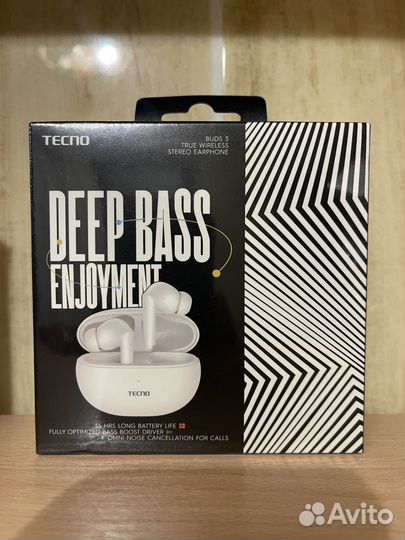 TECNO
BUDS 3
TRUE WIRELESS
STEREO EARPHONE
DEEP BASS
ENJOYMENT
TECNO
35 HRS LONG BATTERY LIFE
FULLY-OPTIMIZED BASS BOOST DRIVER
OMNI-NOISE CANCELLATION FOR CALLS
Avito